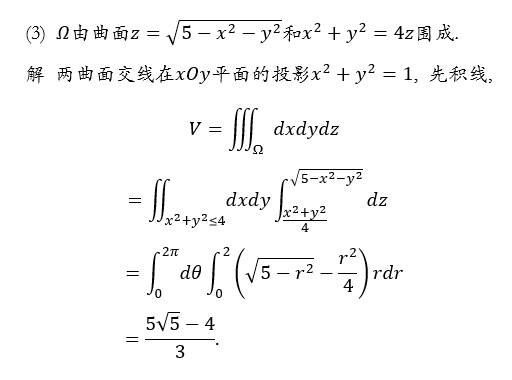 (3) Ω由曲面z = √(5 − x² − y²)和x² + y² = 4z围成.
解 两曲面交线在xOy平面的投影x² + y² = 1, 先积线,
V = ∭_Ω dxdydz
= ∬_{x²+y²≤4} dxdy ∫_{(x²+y²)/4}^{√(5−x²−y²)} dz
= ∫_0^{2π} dθ ∫_0^2 (√(5 − r²) − r²/4) rdr
= (5√5 − 4)/3.